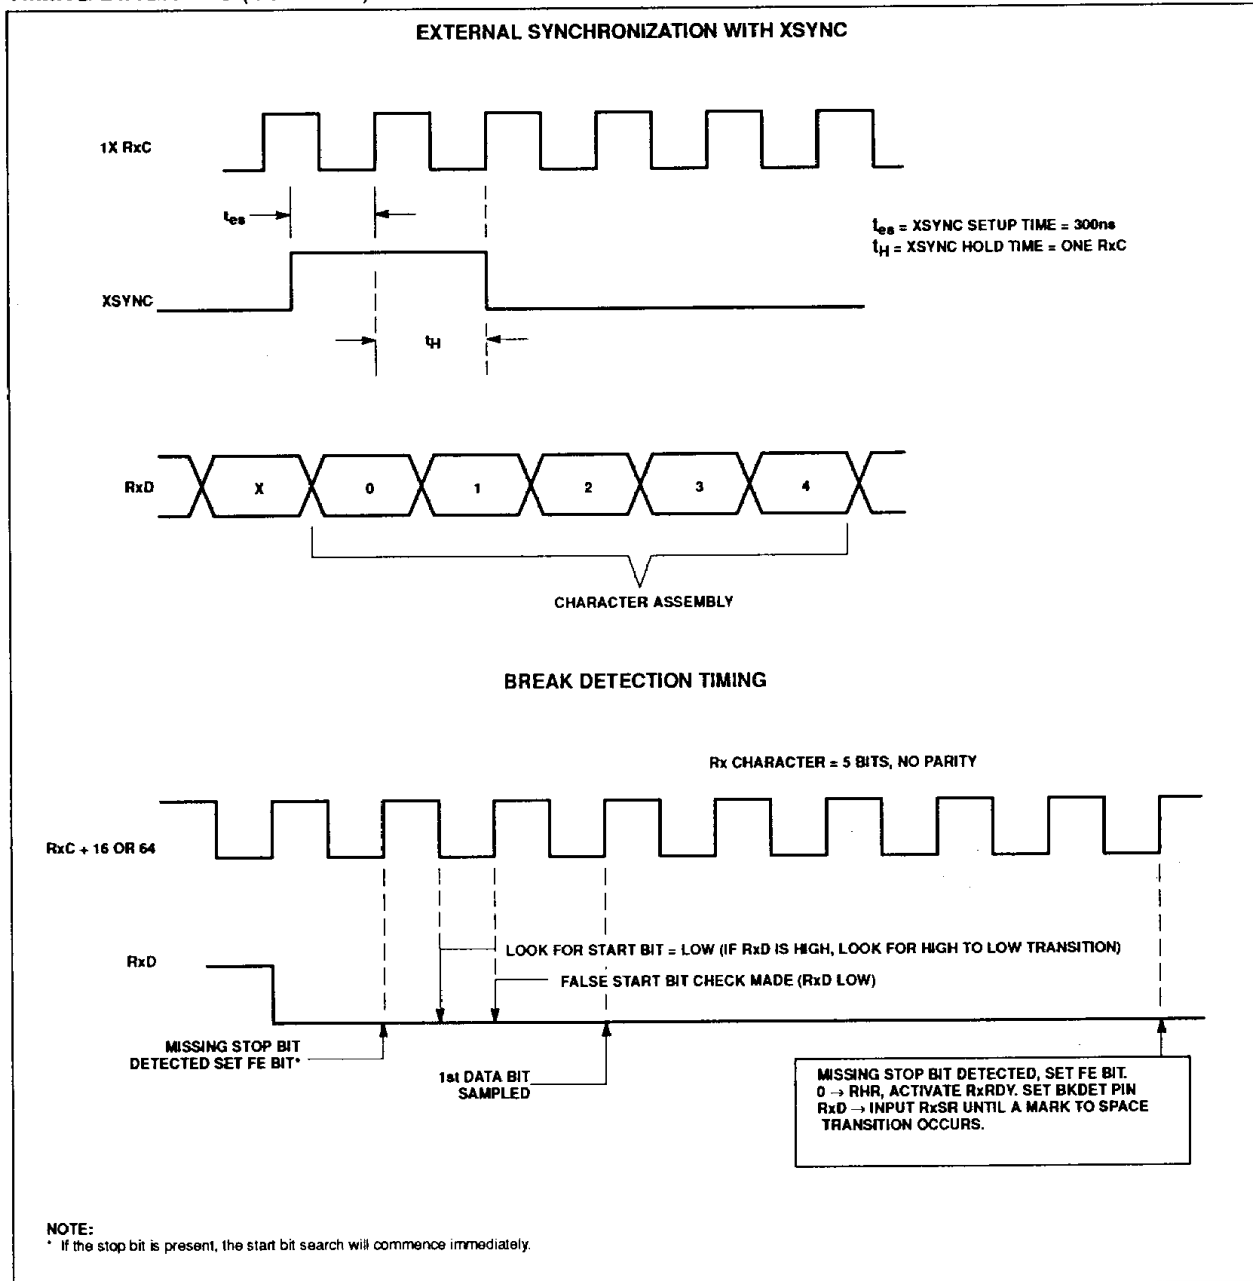 EXTERNAL SYNCHRONIZATION WITH XSYNC
1X RxC
tes
tes = XSYNC SETUP TIME = 300ns
tH = XSYNC HOLD TIME = ONE RxC
XSYNC
tH
RxD
X 0 1 2 3 4
CHARACTER ASSEMBLY
BREAK DETECTION TIMING
Rx CHARACTER = 5 BITS, NO PARITY
RxC + 16 OR 64
LOOK FOR START BIT = LOW (IF RxD IS HIGH, LOOK FOR HIGH TO LOW TRANSITION)
RxD
FALSE START BIT CHECK MADE (RxD LOW)
MISSING STOP BIT
DETECTED SET FE BIT*
1st DATA BIT
SAMPLED
MISSING STOP BIT DETECTED, SET FE BIT.
0 → RHR, ACTIVATE RxRDY. SET BKDET PIN
RxD → INPUT RxSR UNTIL A MARK TO SPACE
TRANSITION OCCURS.
NOTE:
* If the stop bit is present, the start bit search will commence immediately.